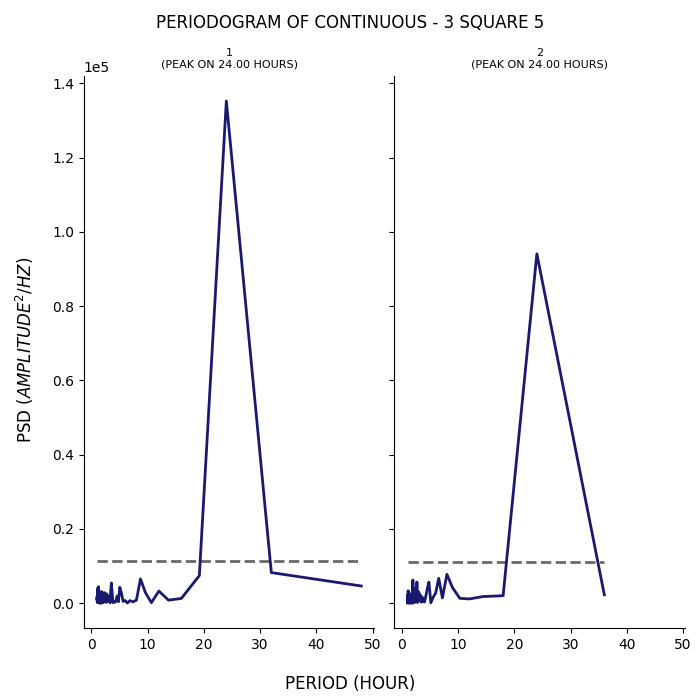 PERIODOGRAM OF CONTINUOUS - 3 SQUARE 5
1
(PEAK ON 24.00 HOURS)
2
(PEAK ON 24.00 HOURS)
1e5
1.4
1.2
1.0
0.8
0.6
0.4
0.2
0.0
PSD (AMPLITUDE²/HZ)
0 10 20 30 40 50
0 10 20 30 40 50
PERIOD (HOUR)